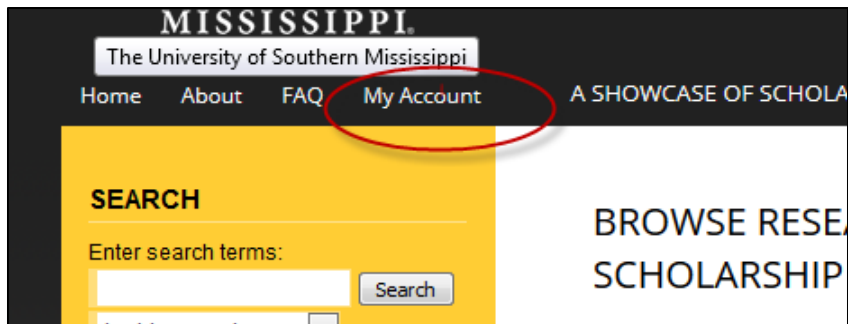 MISSISSIPPI.
The University of Southern Mississippi
Home About FAQ My Account
A SHOWCASE OF SCHOLA
SEARCH
Enter search terms:
Search
BROWSE RESEA
SCHOLARSHIP